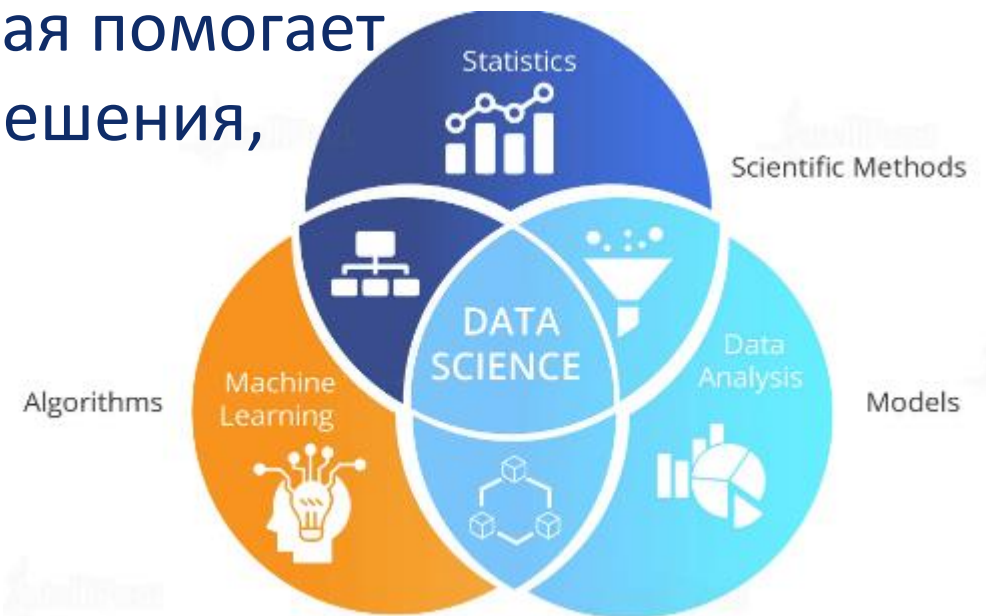 ая помогает
ешения,
Statistics
Scientific Methods
DATA
SCIENCE
Data
Analysis
Machine
Learning
Algorithms
Models